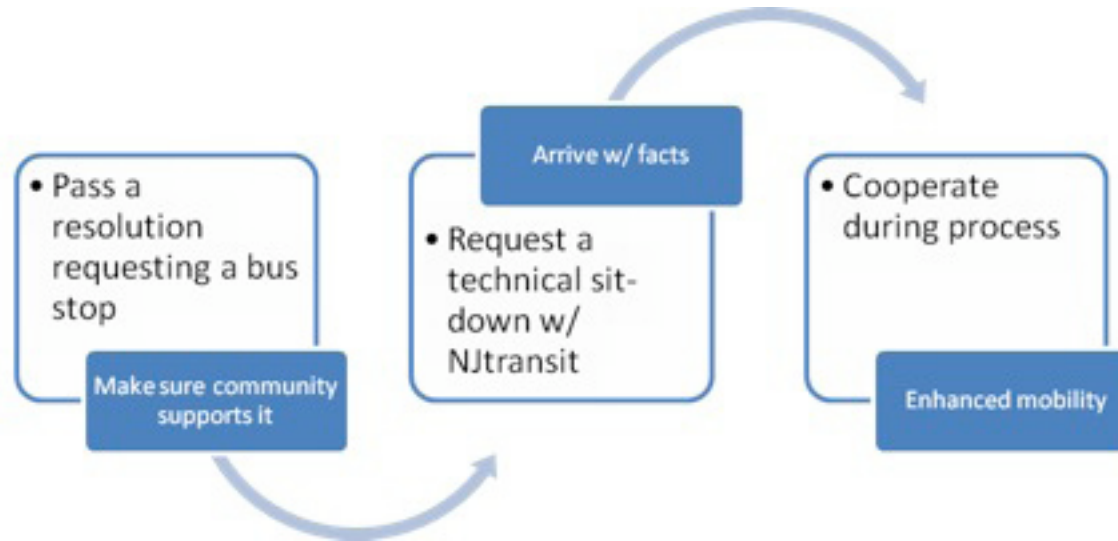 • Pass a
resolution
requesting a bus
stop
Make sure community
supports it
Arrive w/ facts
• Request a
technical sit-
down w/
NJtransit
• Cooperate
during process
Enhanced mobility